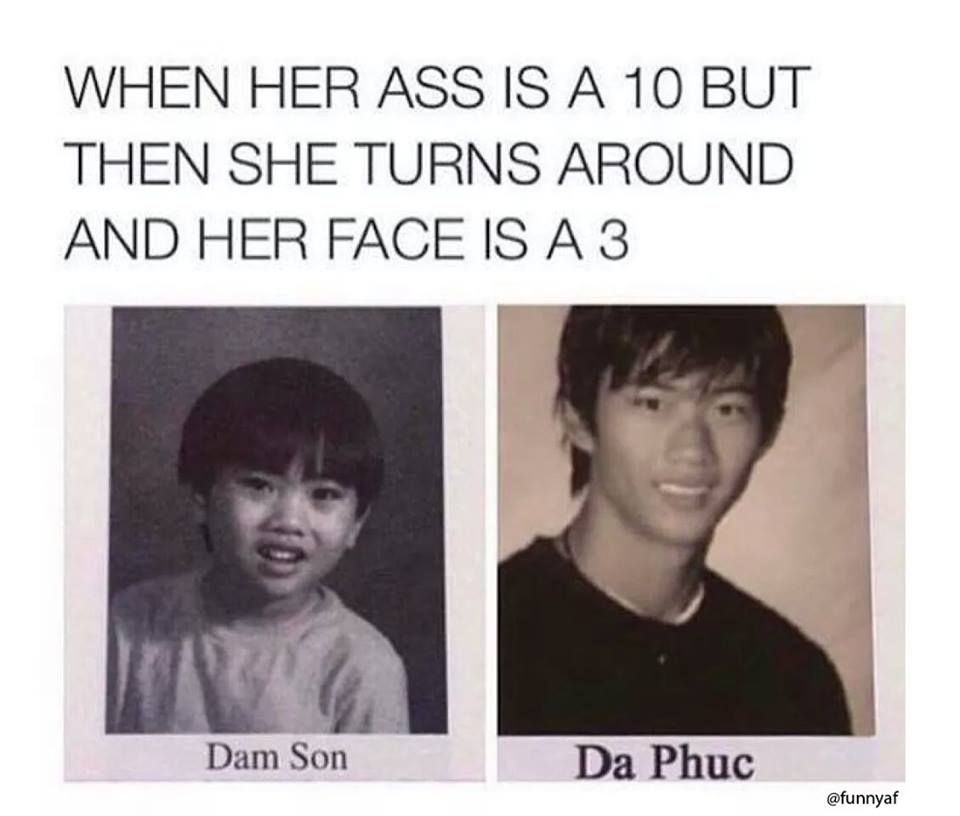 WHEN HER ASS IS A 10 BUT
THEN SHE TURNS AROUND
AND HER FACE IS A 3
Dam Son
Da Phuc
@funnyaf